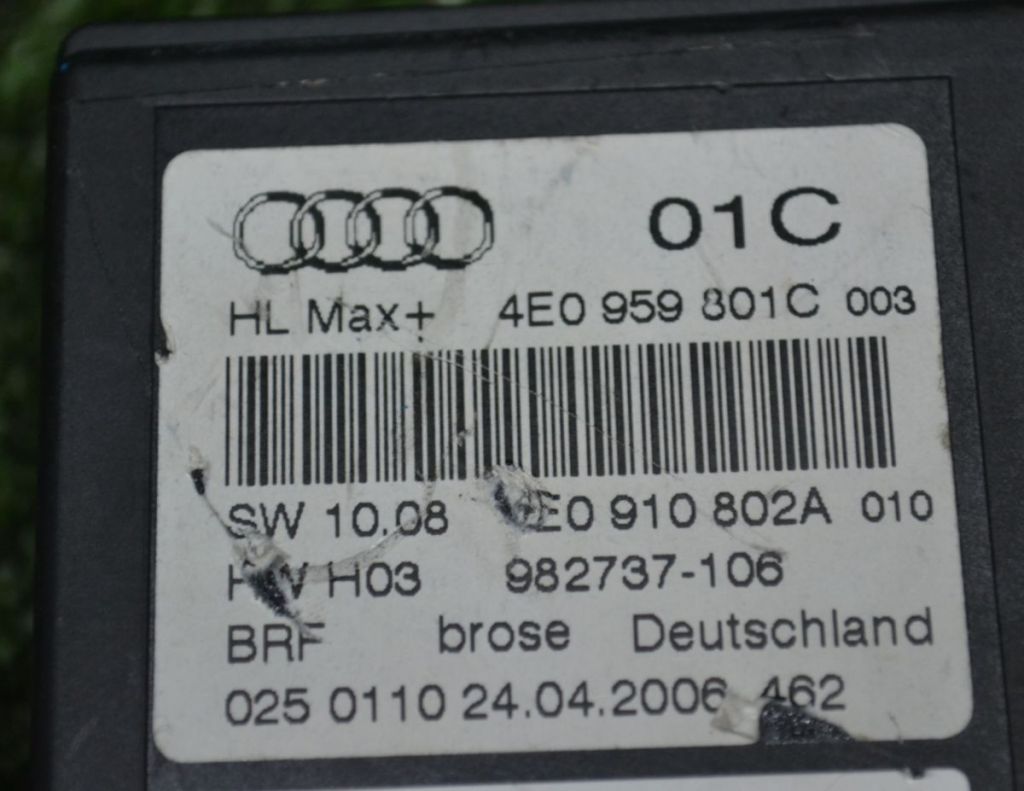 01C
HL Max+ 4E0 959 801C 003
SW 10.08 4E0 910 802A 010
HW H03 982737-106
BRF brose Deutschland
025 0110 24.04.2006 462